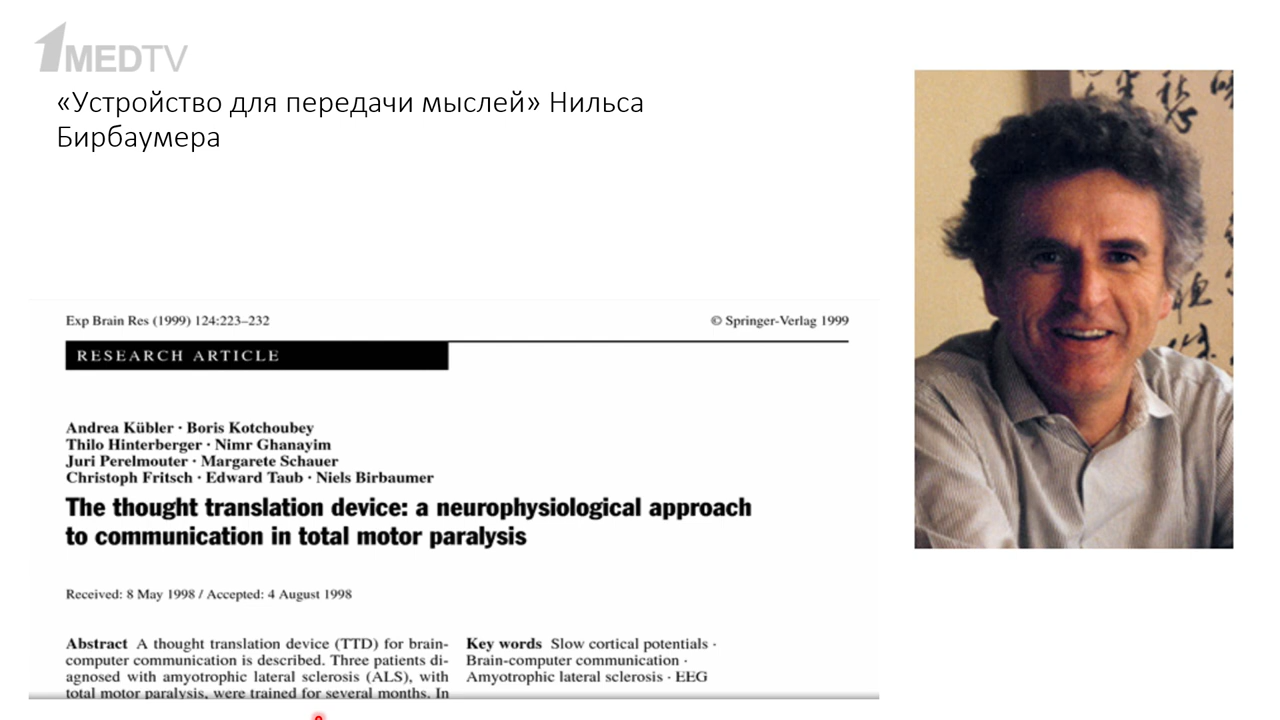 1MEDTV
«Устройство для передачи мыслей» Нильса
Бирбаумера
Exp Brain Res (1999) 124:223–232
© Springer-Verlag 1999
RESEARCH ARTICLE
Andrea Kübler · Boris Kotchoubey
Thilo Hinterberger · Nimr Ghanayim
Juri Perelmouter · Margarete Schauer
Christoph Fritsch · Edward Taub · Niels Birbaumer
The thought translation device: a neurophysiological approach
to communication in total motor paralysis
Received: 8 May 1998 / Accepted: 4 August 1998
Abstract A thought translation device (TTD) for brain-
computer communication is described. Three patients di-
agnosed with amyotrophic lateral sclerosis (ALS), with
total motor paralysis, were trained for several months. In
Key words Slow cortical potentials ·
Brain-computer communication ·
Amyotrophic lateral sclerosis · EEG